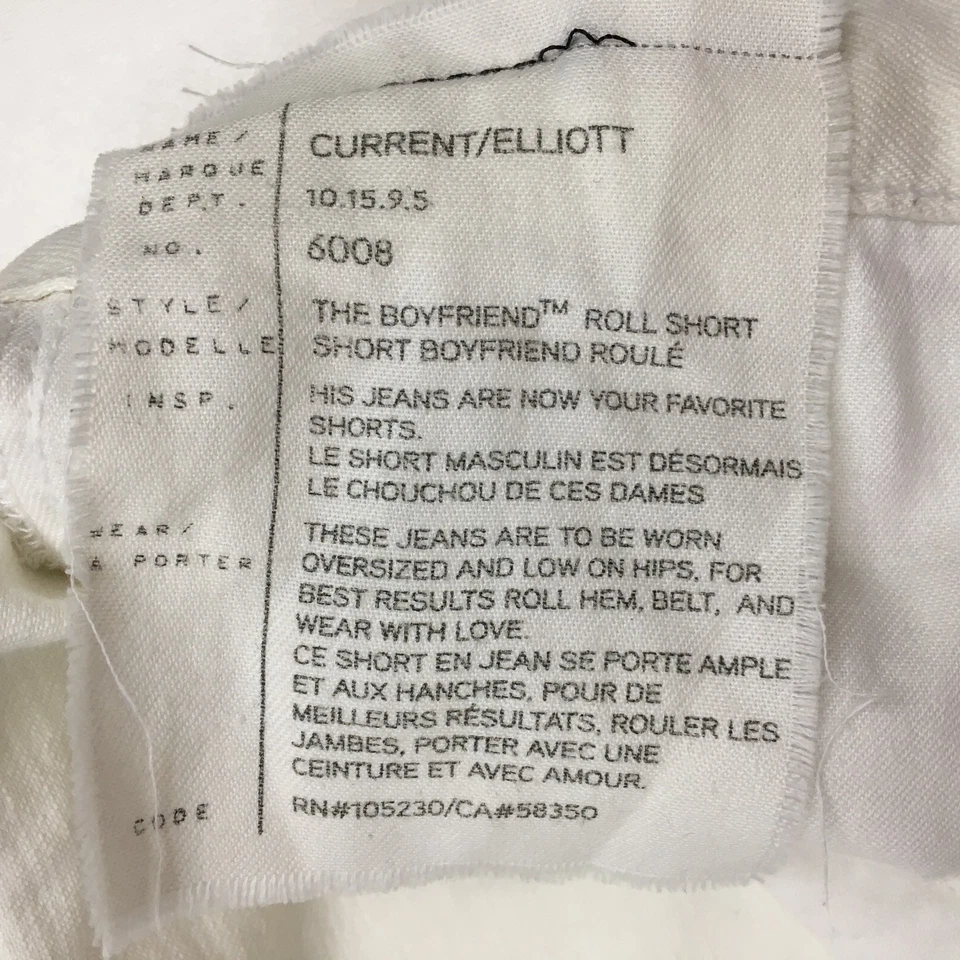 NAME / CURRENT/ELLIOTT
MARQUE
DEPT. 10.15.9.5
NO. 6008
STYLE / THE BOYFRIEND™ ROLL SHORT
MODELLE SHORT BOYFRIEND ROULÉ
INSP. HIS JEANS ARE NOW YOUR FAVORITE
SHORTS.
LE SHORT MASCULIN EST DÉSORMAIS
LE CHOUCHOU DE CES DAMES
WEAR/ THESE JEANS ARE TO BE WORN
A PORTER OVERSIZED AND LOW ON HIPS. FOR
BEST RESULTS ROLL HEM, BELT, AND
WEAR WITH LOVE.
CE SHORT EN JEAN SE PORTE AMPLE
ET AUX HANCHES. POUR DE
MEILLEURS RÉSULTATS, ROULER LES
JAMBES, PORTER AVEC UNE
CEINTURE ET AVEC AMOUR.
CODE RN#105230/CA#58350